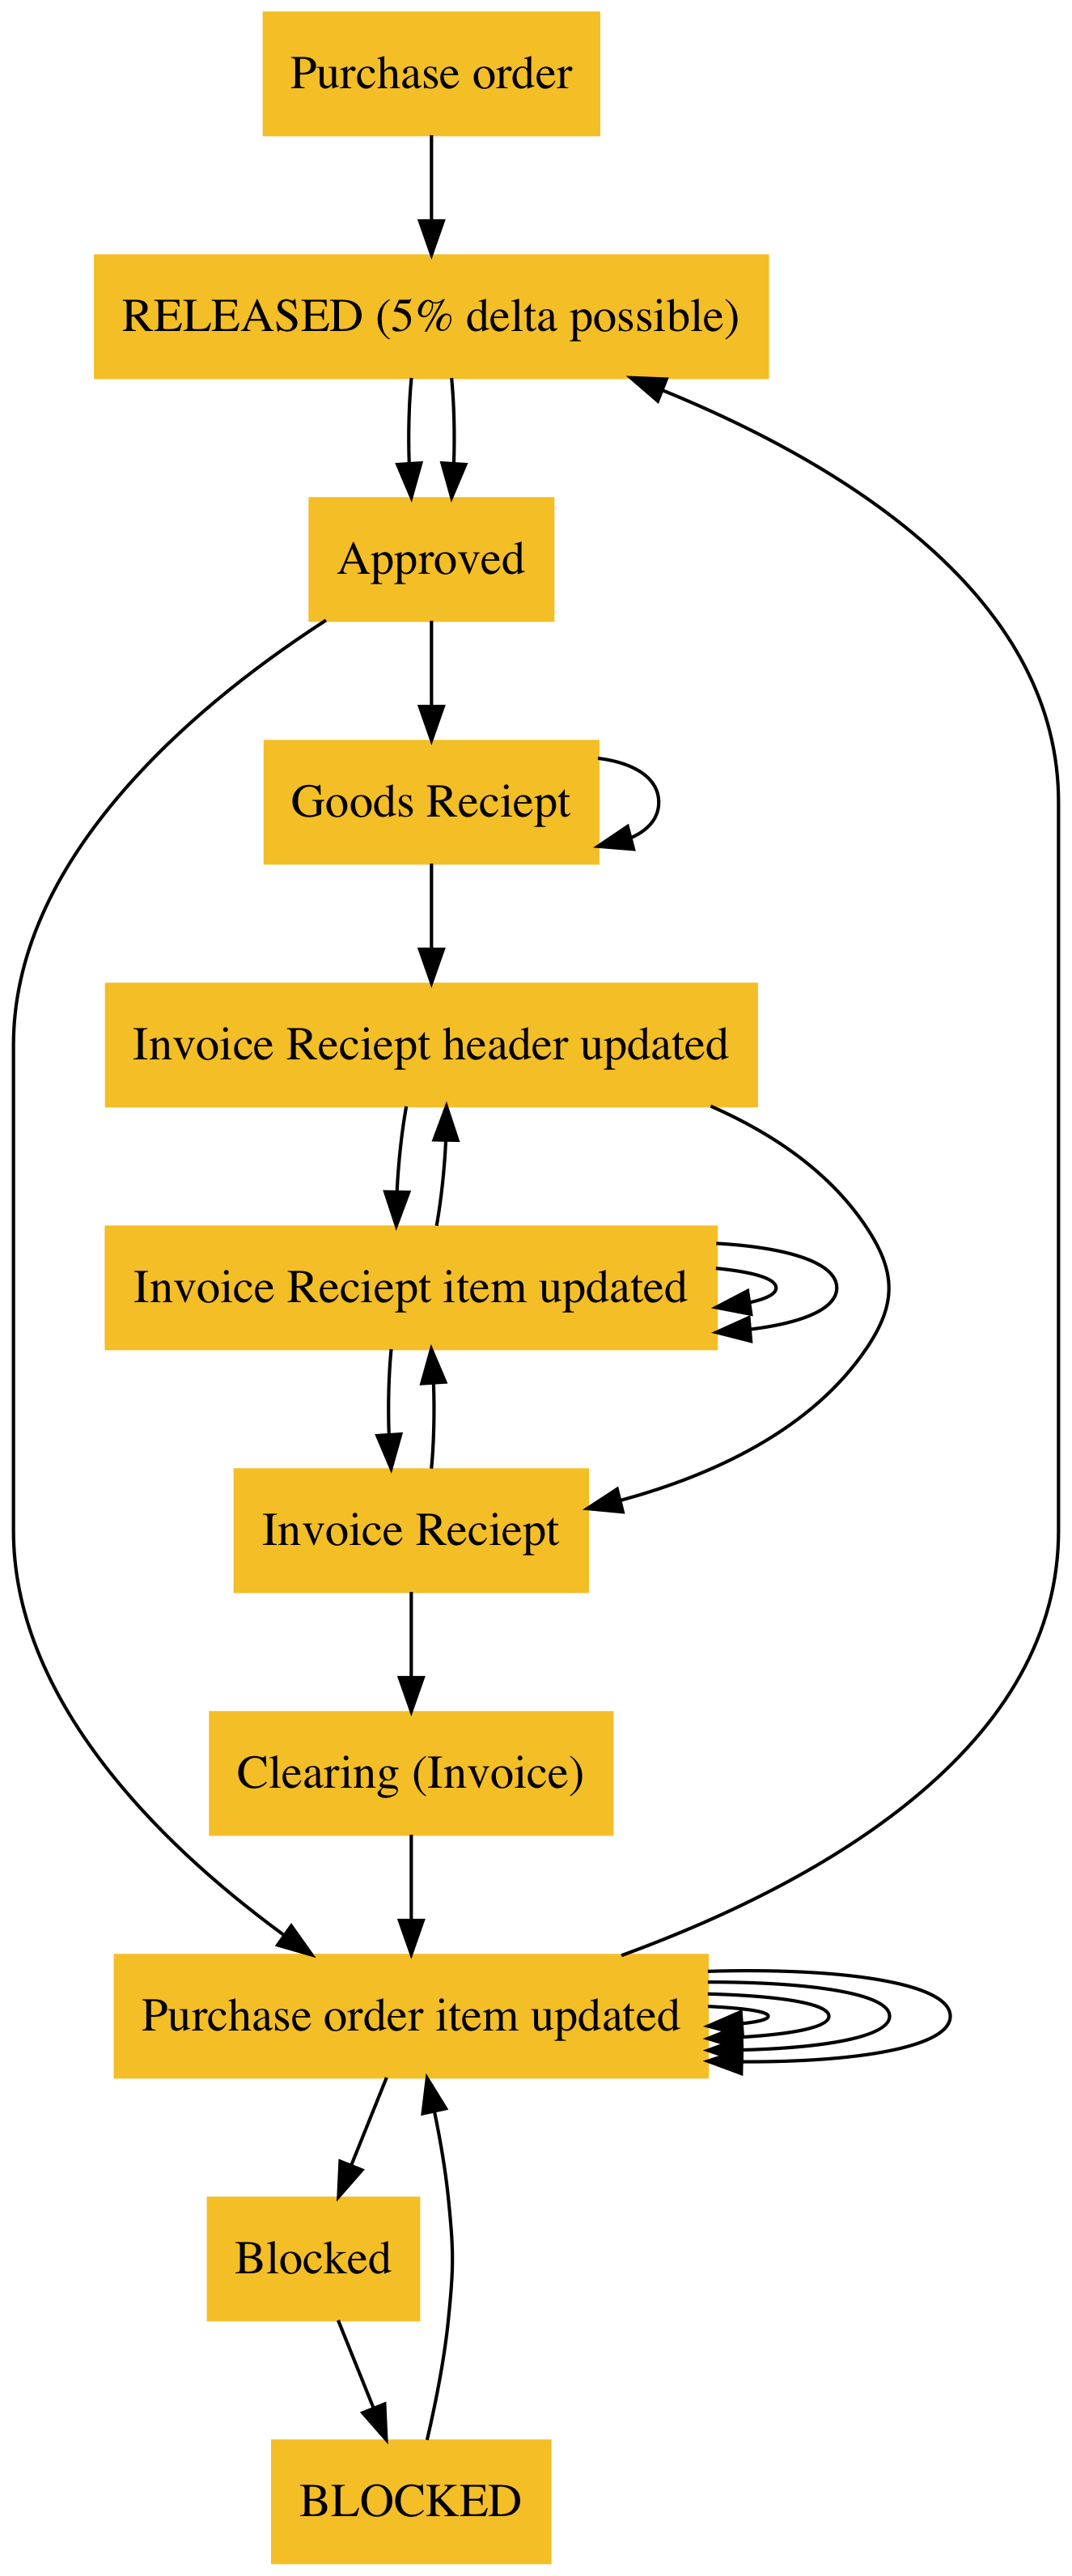 Purchase order
RELEASED (5% delta possible)
Approved
Goods Reciept
Invoice Reciept header updated
Invoice Reciept item updated
Invoice Reciept
Clearing (Invoice)
Purchase order item updated
Blocked
BLOCKED